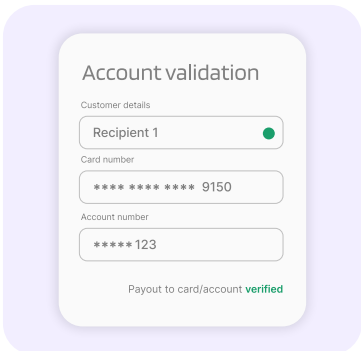 Account validation
Customer details
Recipient 1
Card number
**** **** **** 9150
Account number
*****123
Payout to card/account verified